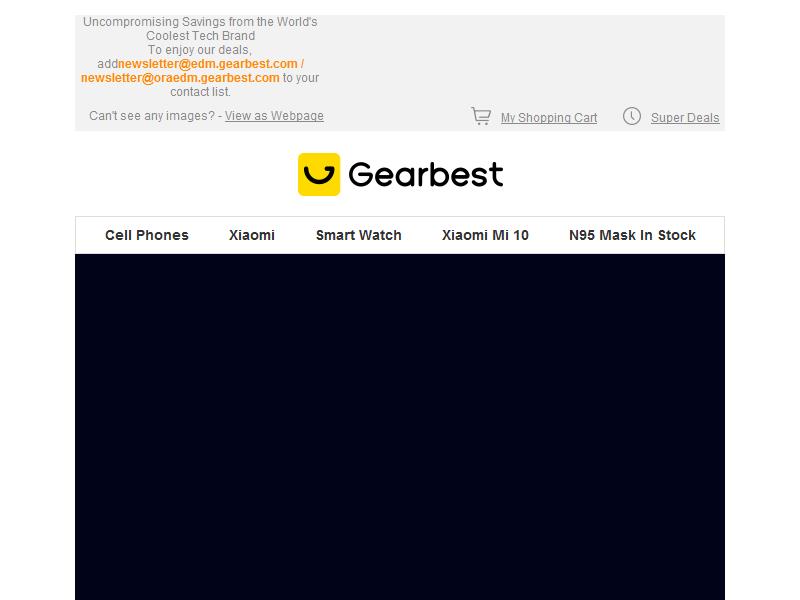 Uncompromising Savings from the World's
Coolest Tech Brand
To enjoy our deals,
addnewsletter@edm.gearbest.com /
newsletter@oraedm.gearbest.com to your
contact list.
Can't see any images? - View as Webpage
My Shopping Cart
Super Deals
Gearbest
Cell Phones Xiaomi Smart Watch Xiaomi Mi 10 N95 Mask In Stock